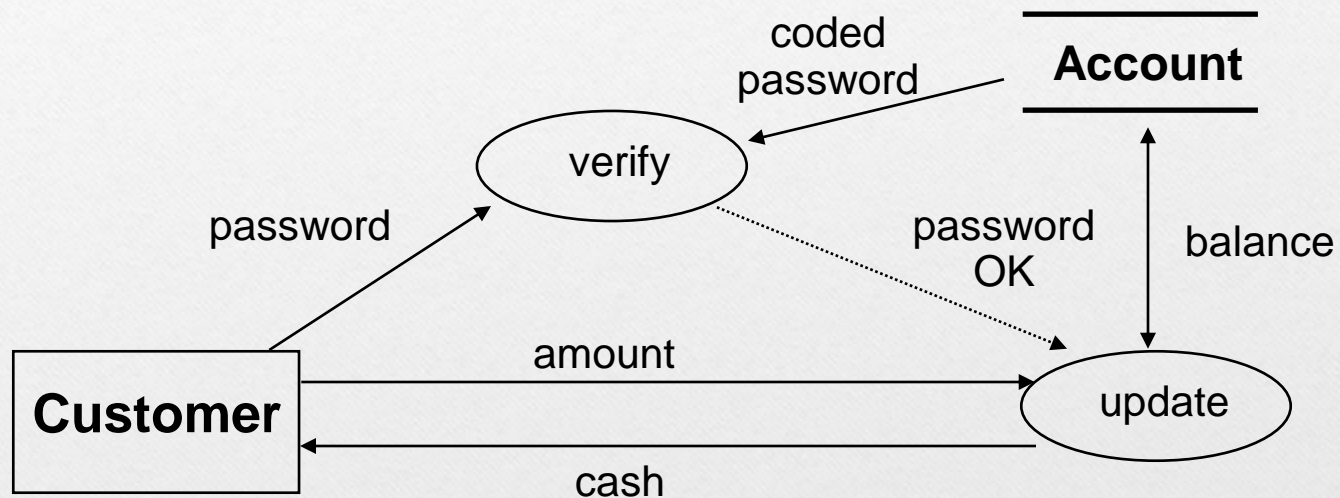 coded
password
Account
verify
password
password
OK
balance
amount
Customer
update
cash